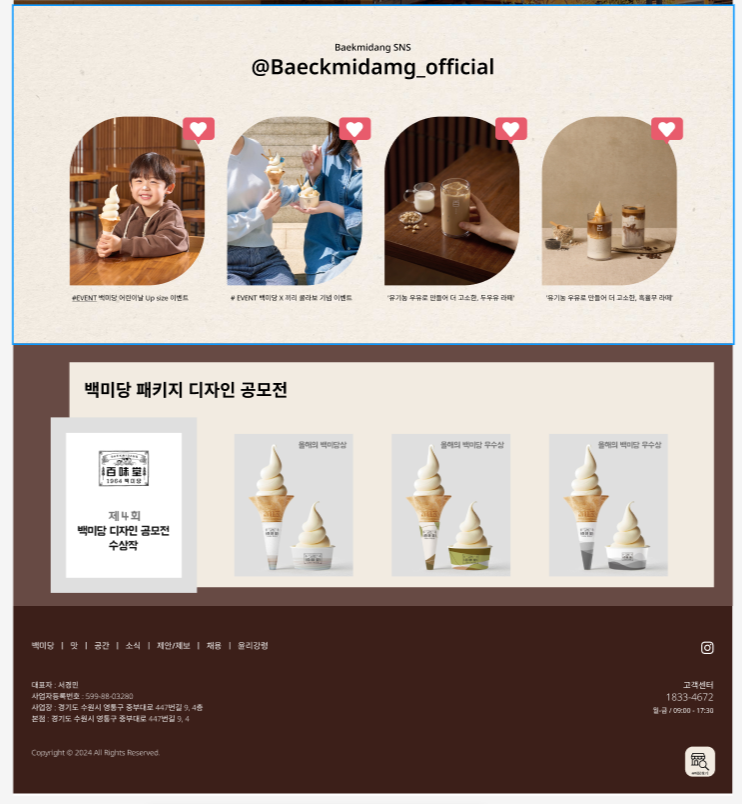 Baekmidang SNS
@Baeckmidamg_official
#EVENT 백미당 어린이날 Up size 이벤트
# EVENT 백미당 X 끼리 콜라보 기념 이벤트
'유기농 우유로 만들어 더 고소한, 두우유 라떼'
'유기농 우유로 만들어 더 고소한, 흑물무 라떼'
백미당 패키지 디자인 공모전
百味堂
1964 백미당
제4회
백미당 디자인 공모전
수상작
올해의 백미당상
올해의 백미당 우수상
올해의 백미당 우수상
백미당 | 맛 | 공간 | 소식 | 제안/제보 | 채용 | 윤리강령
대표자 : 서경민
사업자등록번호 : 599-88-03280
사업장 : 경기도 수원시 영통구 중부대로 447번길 9, 4층
본점 : 경기도 수원시 영통구 중부대로 447번길 9, 4
고객센터
1833-4672
월-금 / 09:00 - 17:30
Copyright © 2024 All Rights Reserved.